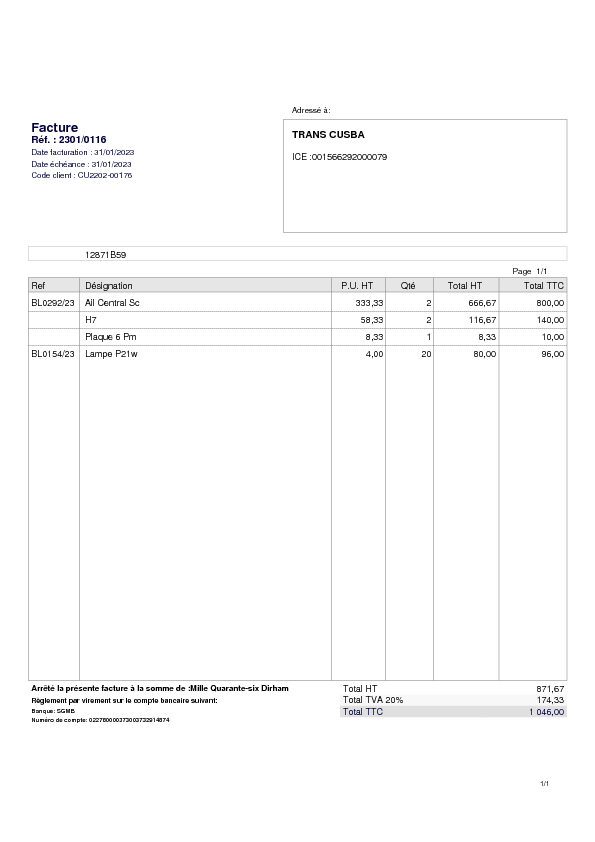 Adressé à:
Facture
Réf. : 2301/0116
Date facturation : 31/01/2023
Date échéance : 31/01/2023
Code client : CU2202-00176
TRANS CUSBA
ICE :001566292000079
12871B59
Page 1/1
Ref Désignation P.U. HT Qté Total HT Total TTC
BL0292/23 All Central Sc 333,33 2 666,67 800,00
H7 58,33 2 116,67 140,00
Plaque 6 Pm 8,33 1 8,33 10,00
BL0154/23 Lampe P21w 4,00 20 80,00 96,00
Arrêté la présente facture à la somme de :Mille Quarante-six Dirham
Règlement par virement sur le compte bancaire suivant:
Banque: SGMB
Numéro de compte:
Total HT 871,67
Total TVA 20% 174,33
Total TTC 1 046,00
1/1